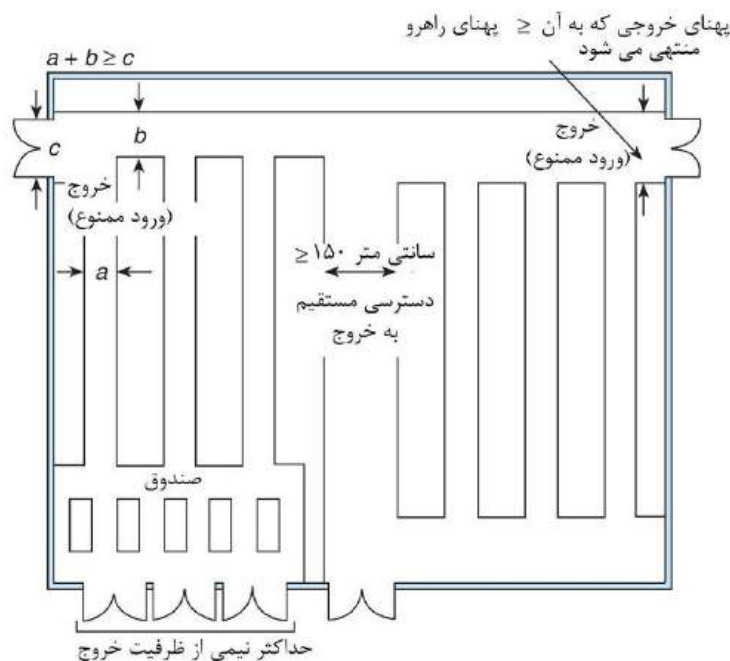 پهنای خروجی که به آن ≤ پهنای راهرو
منتهی می شود
a + b ≥ c
خروج
(ورود ممنوع)
b
c
خروج
(ورود ممنوع)
a
≥۱۵۰ سانتی متر
دسترسی مستقیم
به خروج
صندوق
حداکثر نیمی از ظرفیت خروج